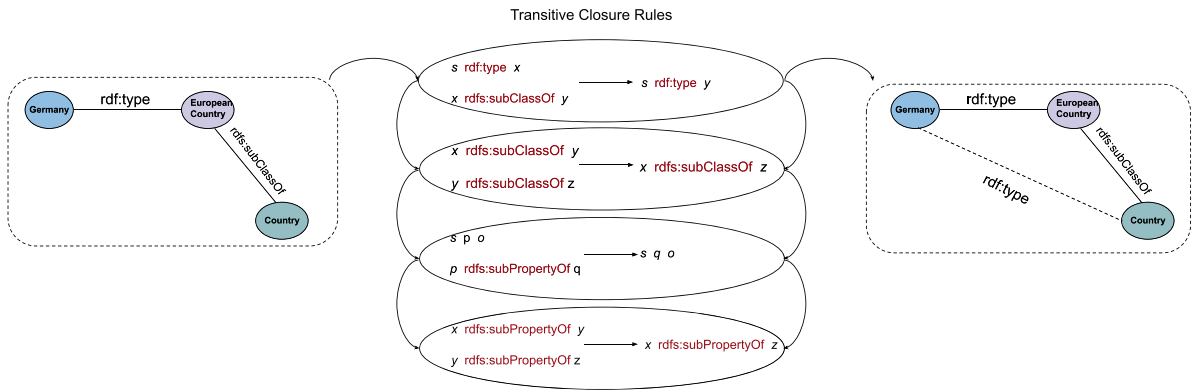 Transitive Closure Rules
Germany
rdf:type
European
Country
rdfs:subClassOf
Country
s rdf:type x
x rdfs:subClassOf y
s rdf:type y
x rdfs:subClassOf y
y rdfs:subClassOf z
x rdfs:subClassOf z
s p o
p rdfs:subPropertyOf q
s q o
x rdfs:subPropertyOf y
y rdfs:subPropertyOf z
x rdfs:subPropertyOf z
Germany
rdf:type
European
Country
rdfs:subClassOf
rdf:type
Country